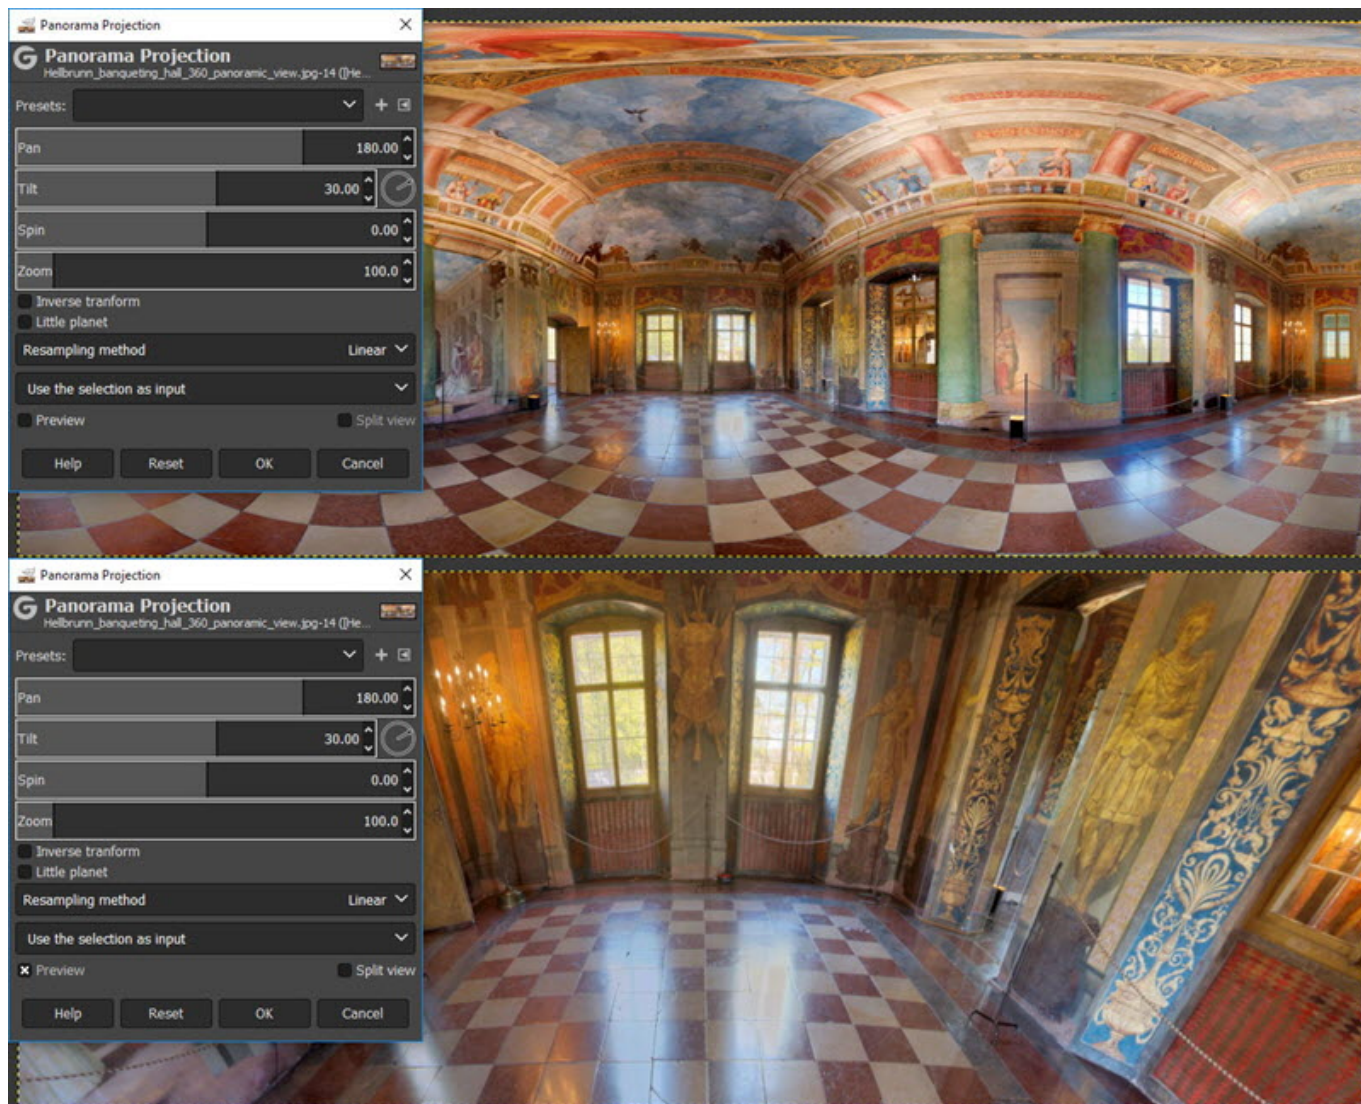 Panorama Projection
Panorama Projection
Hellbrunn_banqueting_hall_360_panoramic_view.jpg-14 ([He...
Presets:
Pan 180.00
Tilt 30.00
Spin 0.00
Zoom 100.0
Inverse tranform
Little planet
Resampling method Linear
Use the selection as input
Preview Split view
Help Reset OK Cancel
Panorama Projection
Panorama Projection
Hellbrunn_banqueting_hall_360_panoramic_view.jpg-14 ([He...
Presets:
Pan 180.00
Tilt 30.00
Spin 0.00
Zoom 100.0
Inverse tranform
Little planet
Resampling method Linear
Use the selection as input
Preview Split view
Help Reset OK Cancel